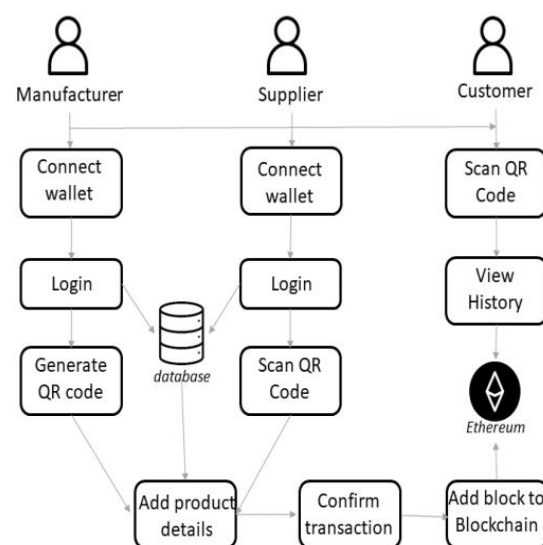 Manufacturer
Supplier
Customer
Connect
wallet
Connect
wallet
Scan QR
Code
Login
Login
View
History
database
Generate
QR code
Scan QR
Code
Ethereum
Add product
details
Confirm
transaction
Add block to
Blockchain